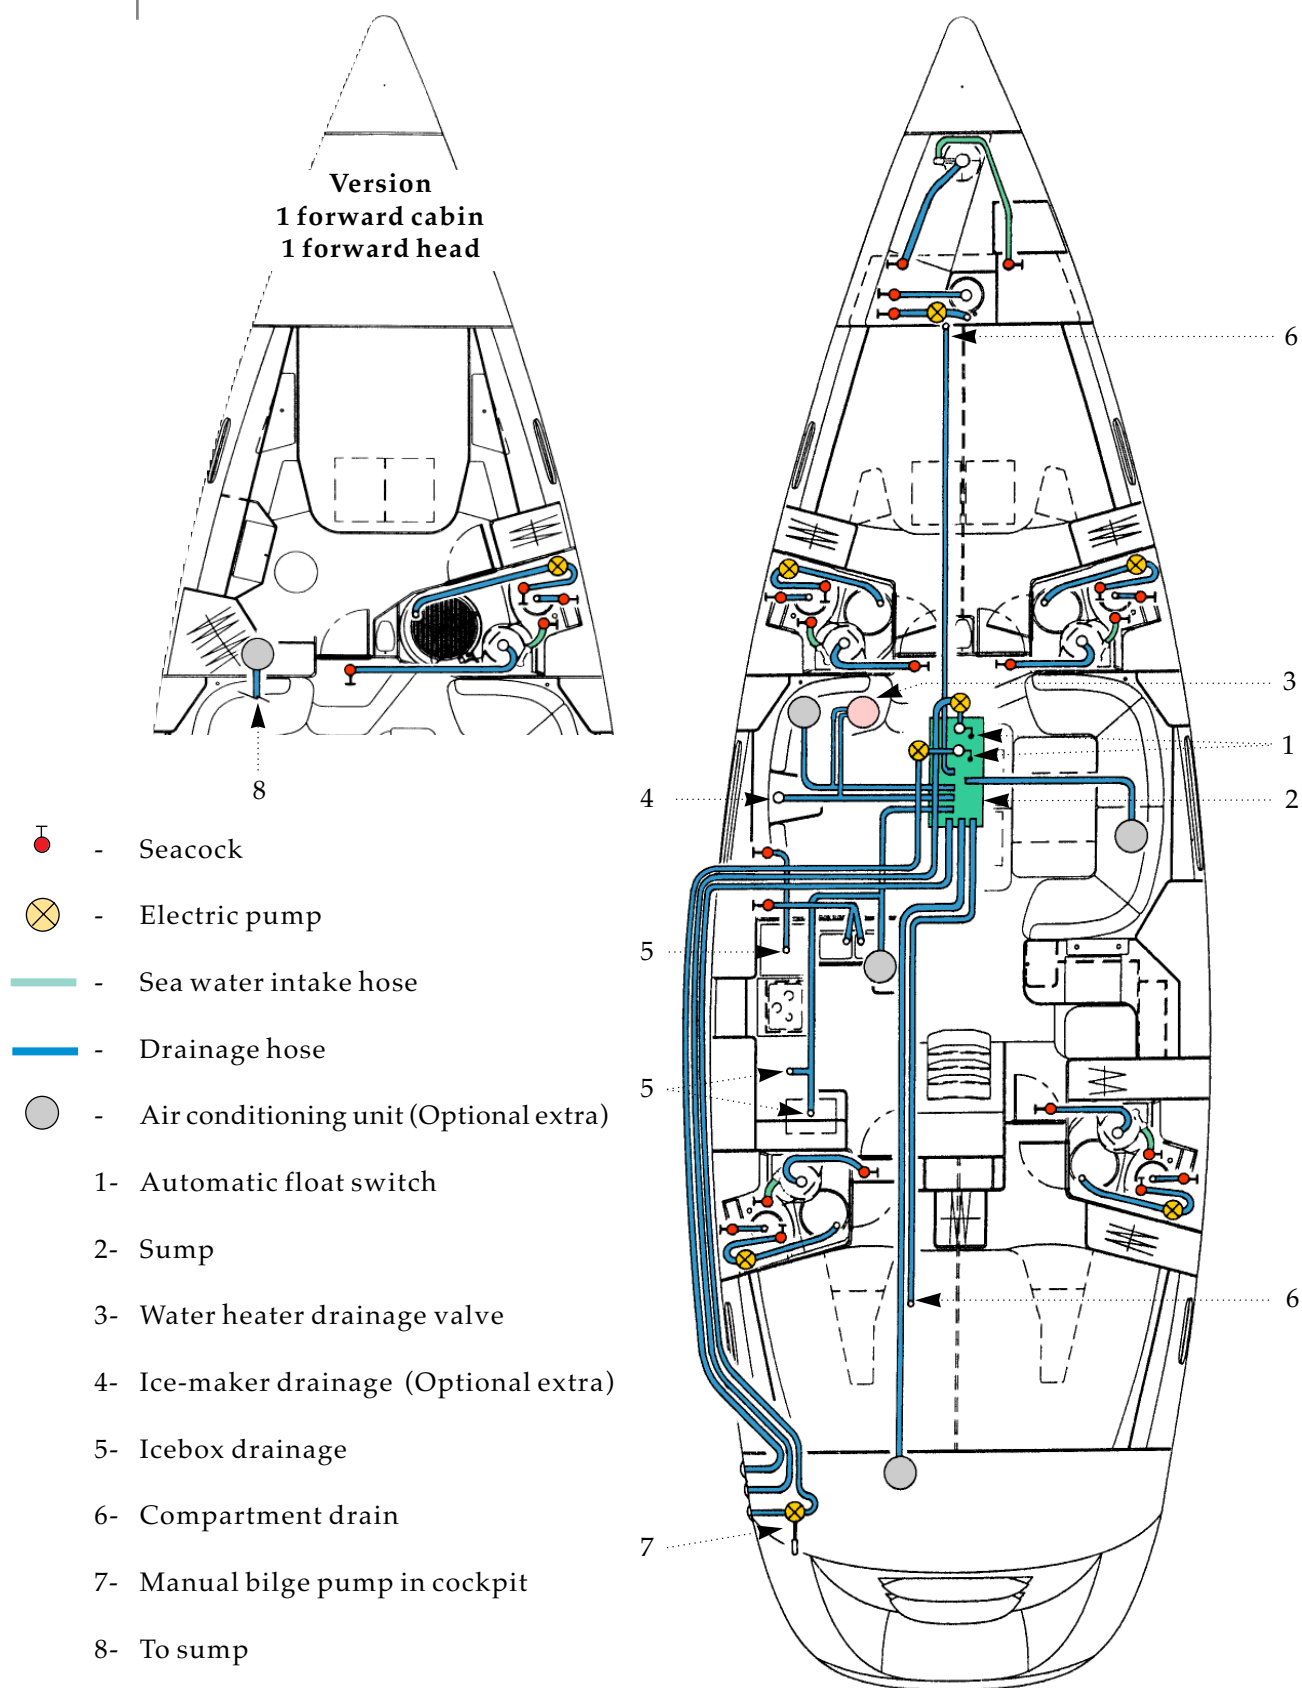 Version
1 forward cabin
1 forward head
6
3
1
2
4
8
- Seacock
- Electric pump
5
- Sea water intake hose
- Drainage hose
5
- Air conditioning unit (Optional extra)
1- Automatic float switch
2- Sump
6
3- Water heater drainage valve
4- Ice-maker drainage (Optional extra)
5- Icebox drainage
6- Compartment drain
7
7- Manual bilge pump in cockpit
8- To sump